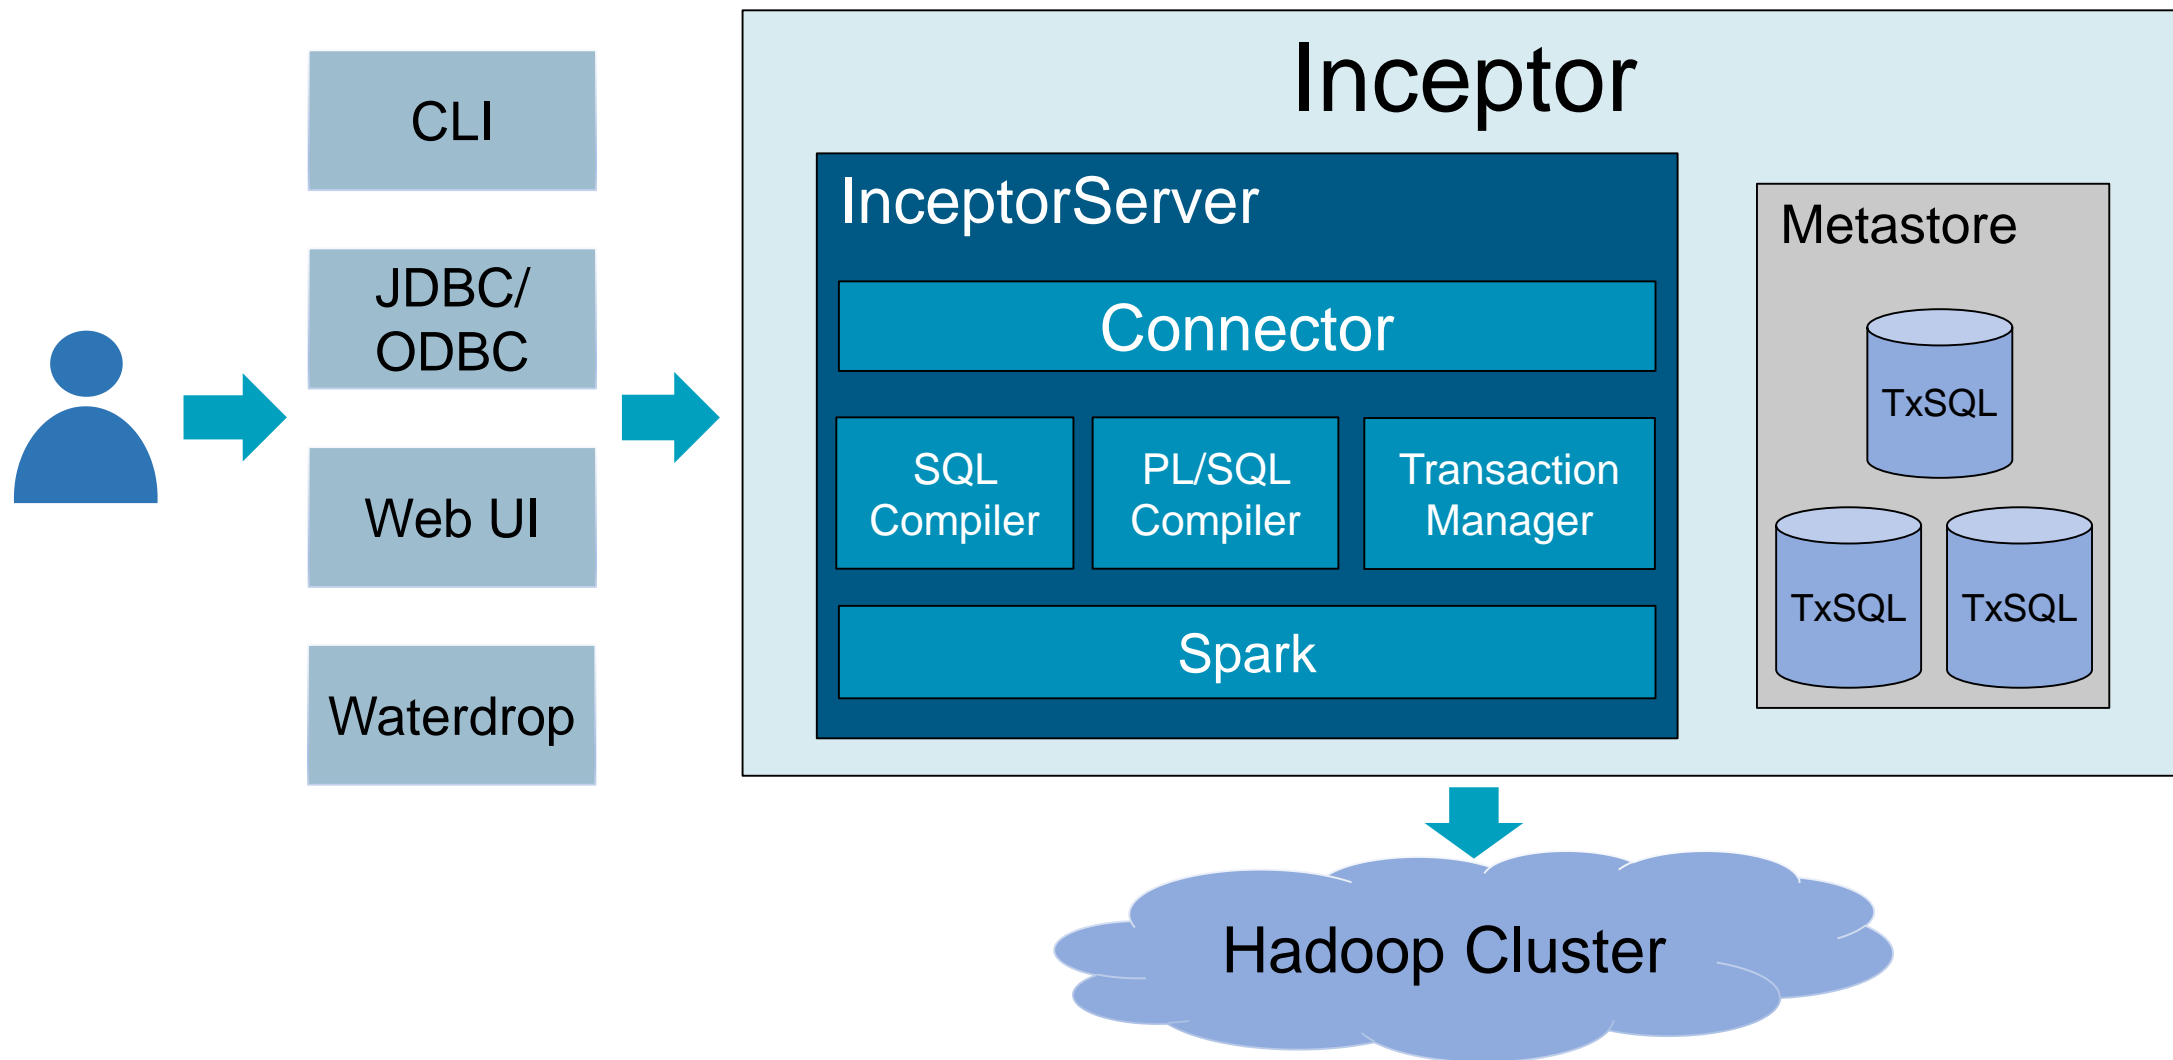 CLI
JDBC/
ODBC
Web UI
Waterdrop
Inceptor
InceptorServer
Connector
SQL
Compiler
PL/SQL
Compiler
Transaction
Manager
Spark
Metastore
TxSQL
TxSQL
TxSQL
Hadoop Cluster